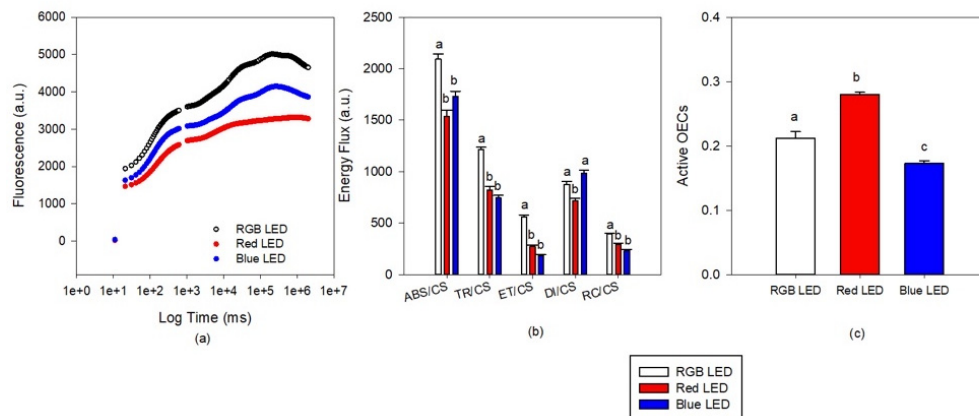 6000
5000
4000
3000
2000
1000
0
Fluorescence (a.u.)
1e+0 1e+1 1e+2 1e+3 1e+4 1e+5 1e+6 1e+7
Log Time (ms)
RGB LED
Red LED
Blue LED
(a)
2500
2000
1500
1000
500
0
Energy Flux (a.u.)
a b b
a b b
a b b
a b a
a b b
ABS/CS TR/CS ET/CS DI/CS RC/CS
(b)
0.4
0.3
0.2
0.1
0.0
Active OECs
a b c
RGB LED Red LED Blue LED
(c)
RGB LED
Red LED
Blue LED